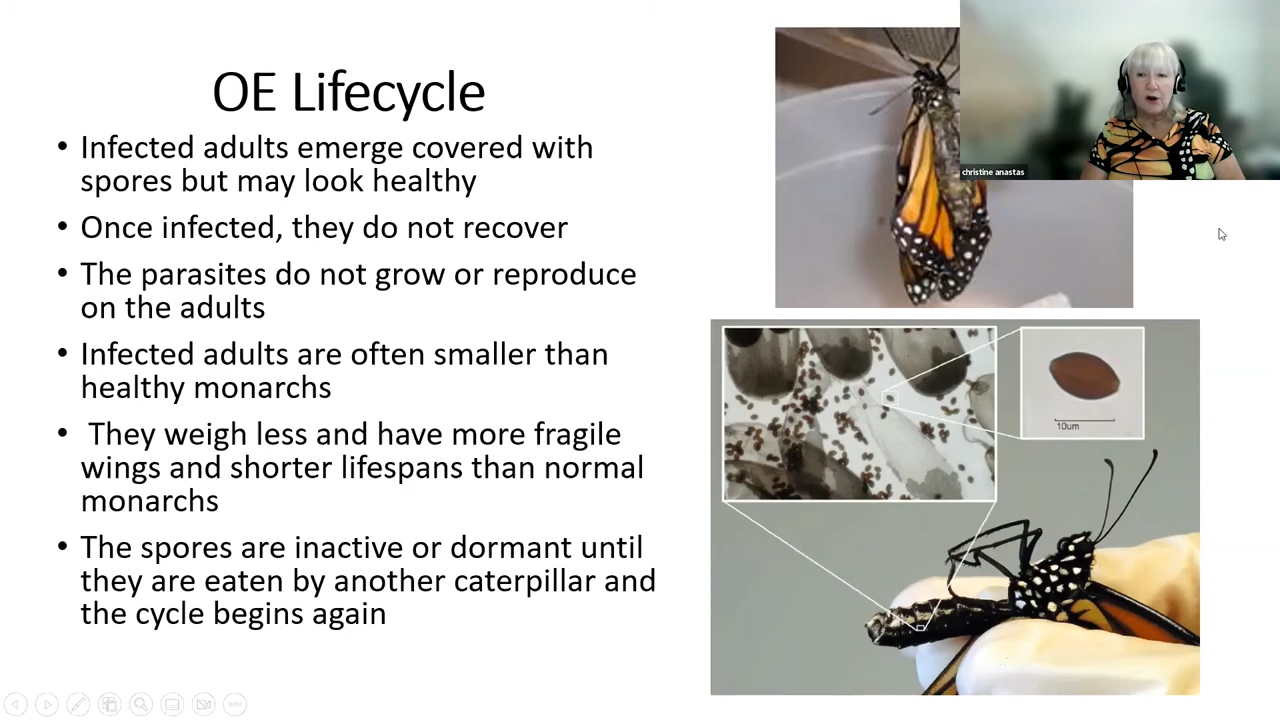 OE Lifecycle
• Infected adults emerge covered with
spores but may look healthy
• Once infected, they do not recover
• The parasites do not grow or reproduce
on the adults
• Infected adults are often smaller than
healthy monarchs
• They weigh less and have more fragile
wings and shorter lifespans than normal
monarchs
• The spores are inactive or dormant until
they are eaten by another caterpillar and
the cycle begins again
christine anastas
10um